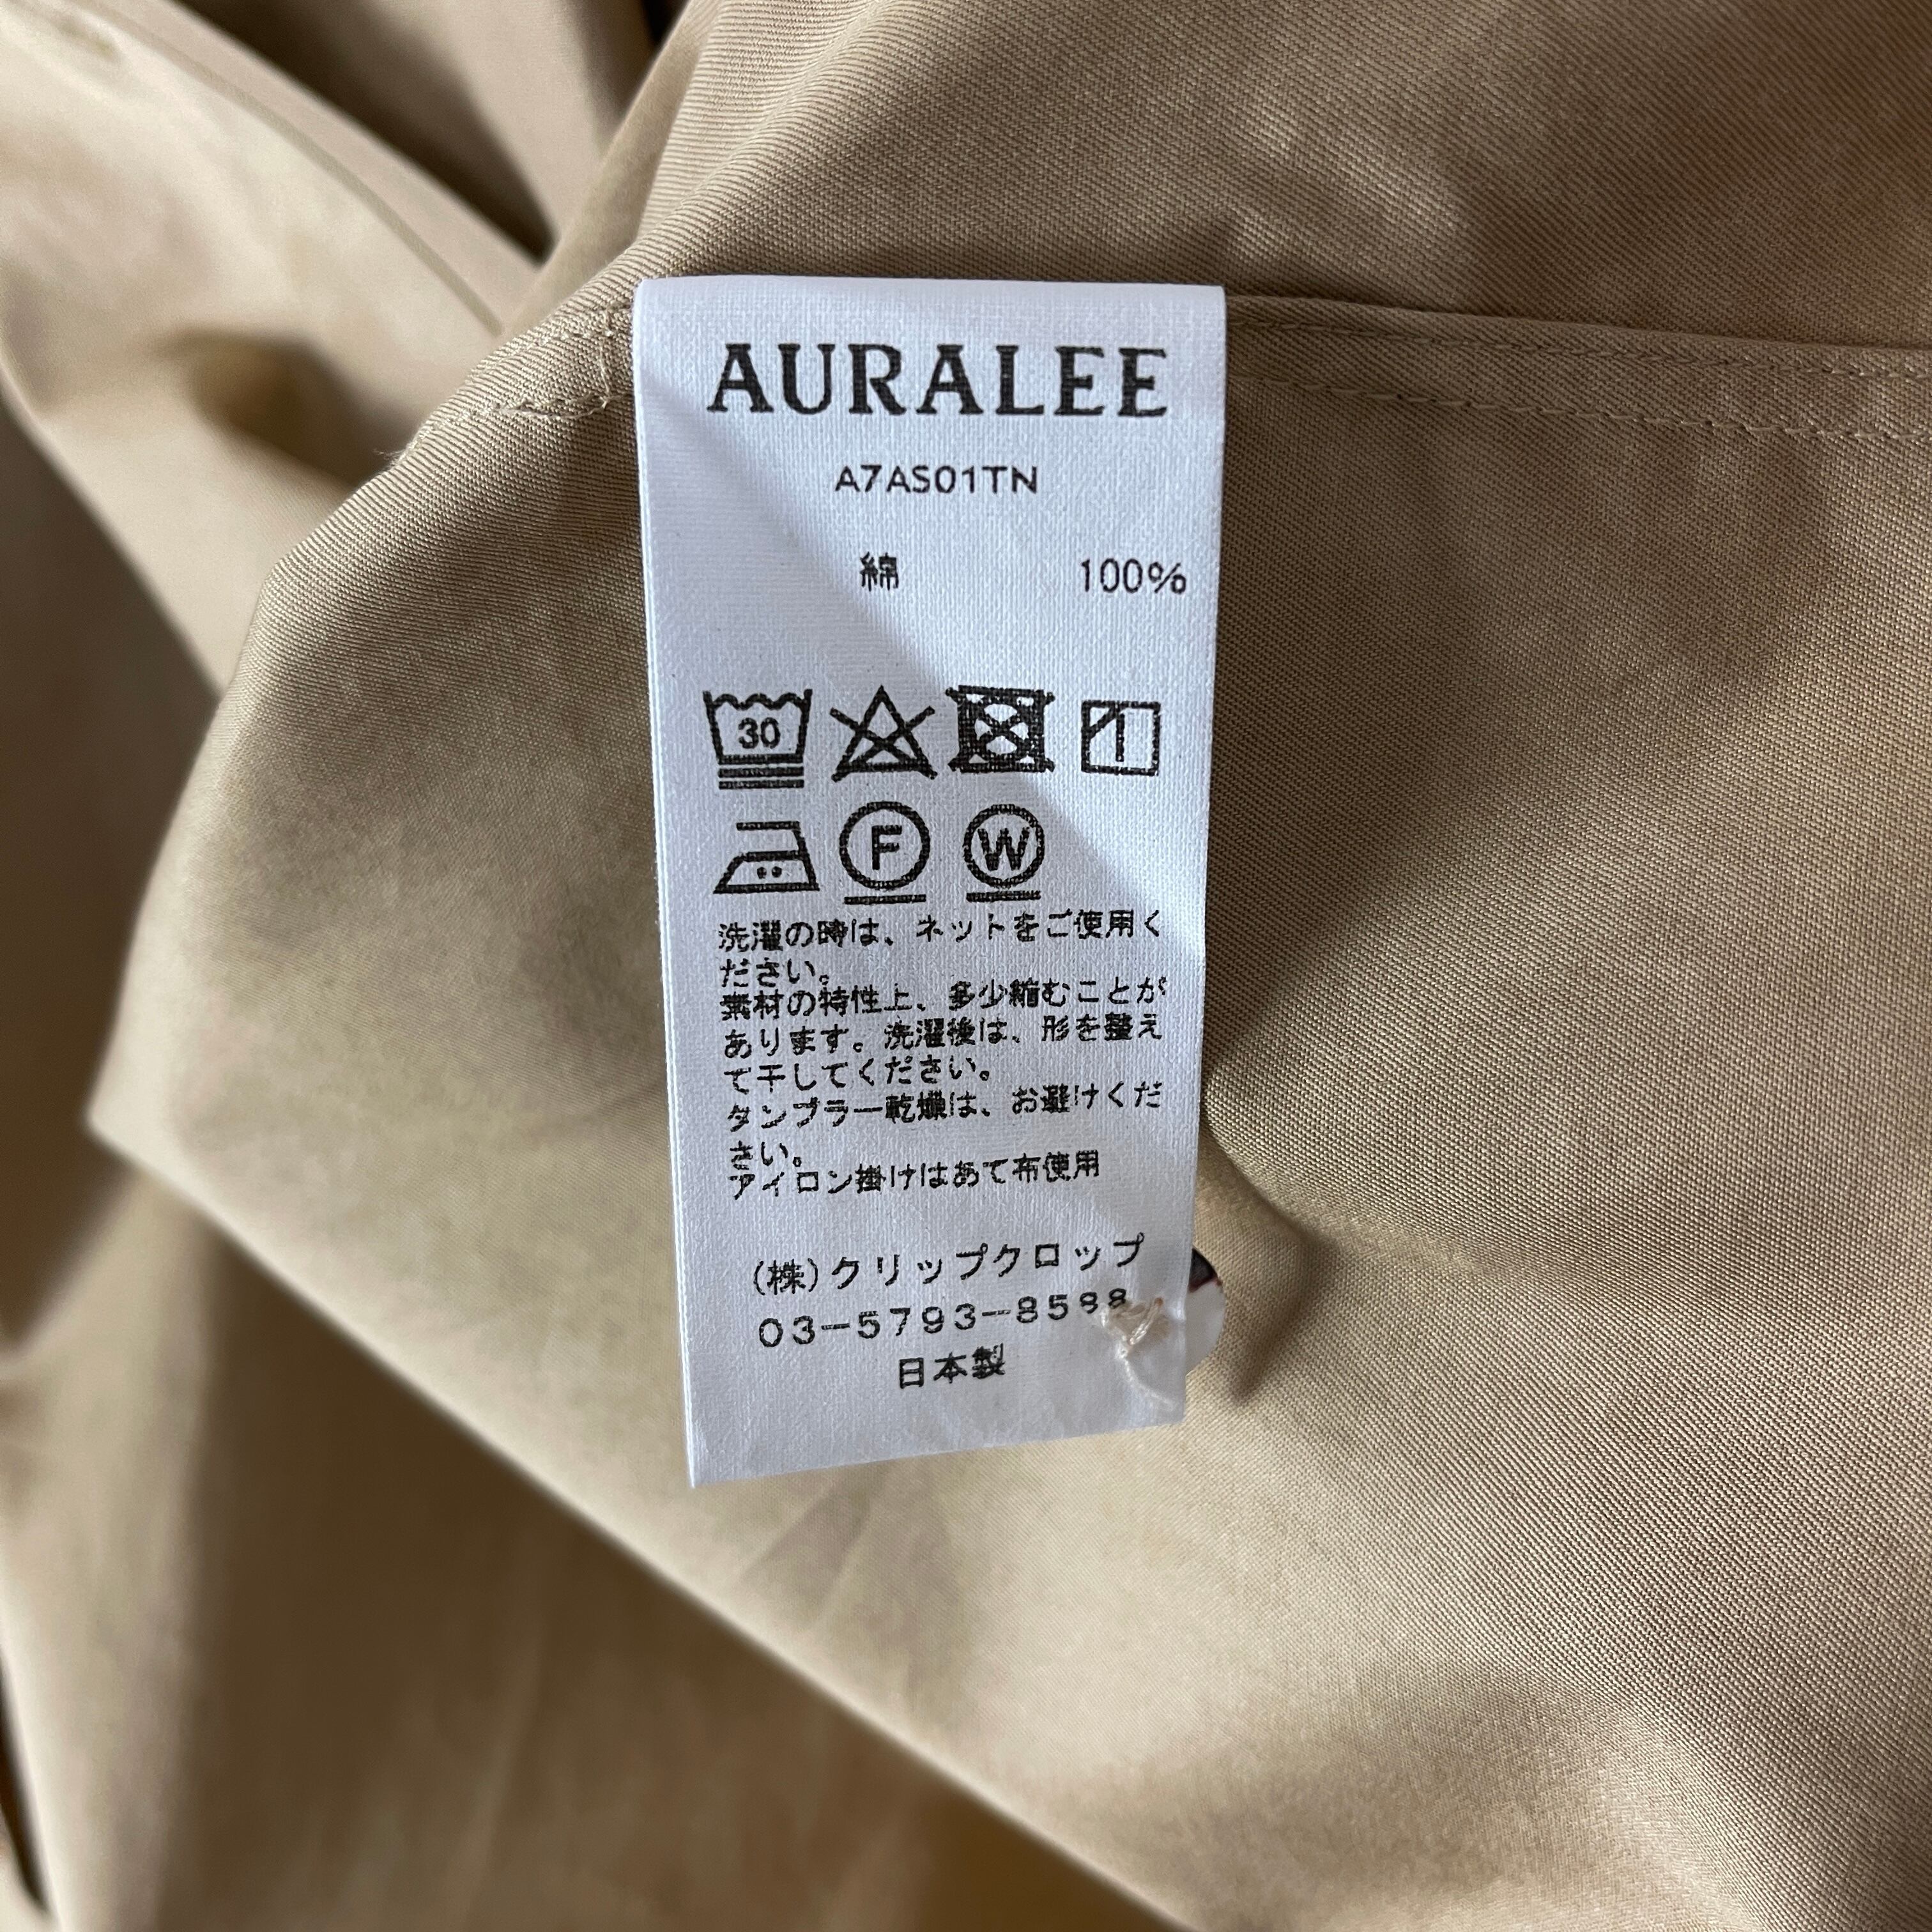 AURALEE
A7AS01TN
綿 100%
30
F W
洗濯の時は、ネットをご使用く
ださい。
素材の特性上、多少縮むことが
あります。洗濯後は、形を整え
て干してください。
タンブラー乾燥は、お避けくだ
さい。
アイロン掛けはあて布使用
(株)クリップクロップ
03-5793-8588
日本製